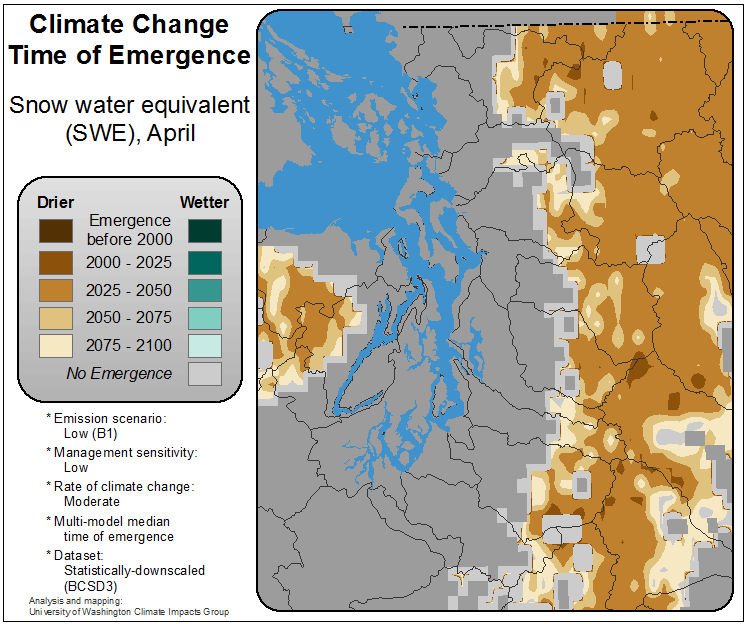 Climate Change
Time of Emergence
Snow water equivalent
(SWE), April
Drier Wetter
Emergence
before 2000
2000 - 2025
2025 - 2050
2050 - 2075
2075 - 2100
No Emergence
* Emission scenario:
Low (B1)
* Management sensitivity:
Low
* Rate of climate change:
Moderate
* Multi-model median
time of emergence
* Dataset:
Statistically-downscaled
(BCSD3)
Analysis and mapping:
University of Washington Climate Impacts Group